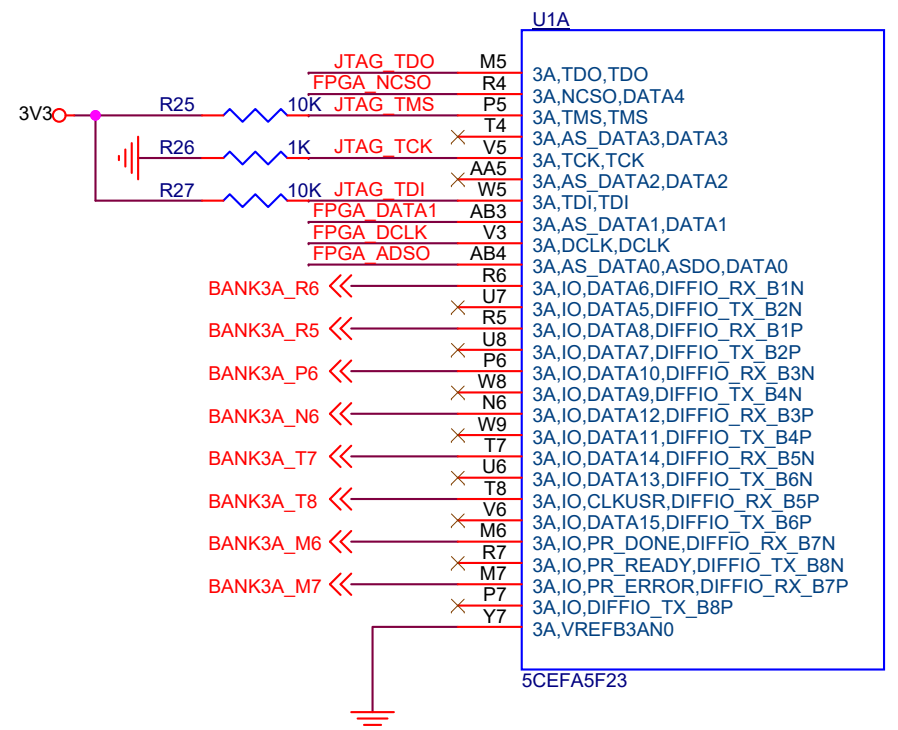 U1A
JTAG_TDO M5 3A,TDO,TDO
FPGA_NCSO R4 3A,NCSO,DATA4
3V3 R25 10K JTAG_TMS P5 3A,TMS,TMS
T4 3A,AS_DATA3,DATA3
R26 1K JTAG_TCK V5 3A,TCK,TCK
AA5 3A,AS_DATA2,DATA2
R27 10K JTAG_TDI W5 3A,TDI,TDI
FPGA_DATA1 AB3 3A,AS_DATA1,DATA1
FPGA_DCLK V3 3A,DCLK,DCLK
FPGA_ADSO AB4 3A,AS_DATA0,ASDO,DATA0
BANK3A_R6 R6 3A,IO,DATA6,DIFFIO_RX_B1N
U7 3A,IO,DATA5,DIFFIO_TX_B2N
BANK3A_R5 R5 3A,IO,DATA8,DIFFIO_RX_B1P
U8 3A,IO,DATA7,DIFFIO_TX_B2P
BANK3A_P6 P6 3A,IO,DATA10,DIFFIO_RX_B3N
W8 3A,IO,DATA9,DIFFIO_TX_B4N
BANK3A_N6 N6 3A,IO,DATA12,DIFFIO_RX_B3P
W9 3A,IO,DATA11,DIFFIO_TX_B4P
BANK3A_T7 T7 3A,IO,DATA14,DIFFIO_RX_B5N
U6 3A,IO,DATA13,DIFFIO_TX_B6N
BANK3A_T8 T8 3A,IO,CLKUSR,DIFFIO_RX_B5P
V6 3A,IO,DATA15,DIFFIO_TX_B6P
BANK3A_M6 M6 3A,IO,PR_DONE,DIFFIO_RX_B7N
R7 3A,IO,PR_READY,DIFFIO_TX_B8N
BANK3A_M7 M7 3A,IO,PR_ERROR,DIFFIO_RX_B7P
P7 3A,IO,DIFFIO_TX_B8P
Y7 3A,VREFB3AN0
5CEFA5F23